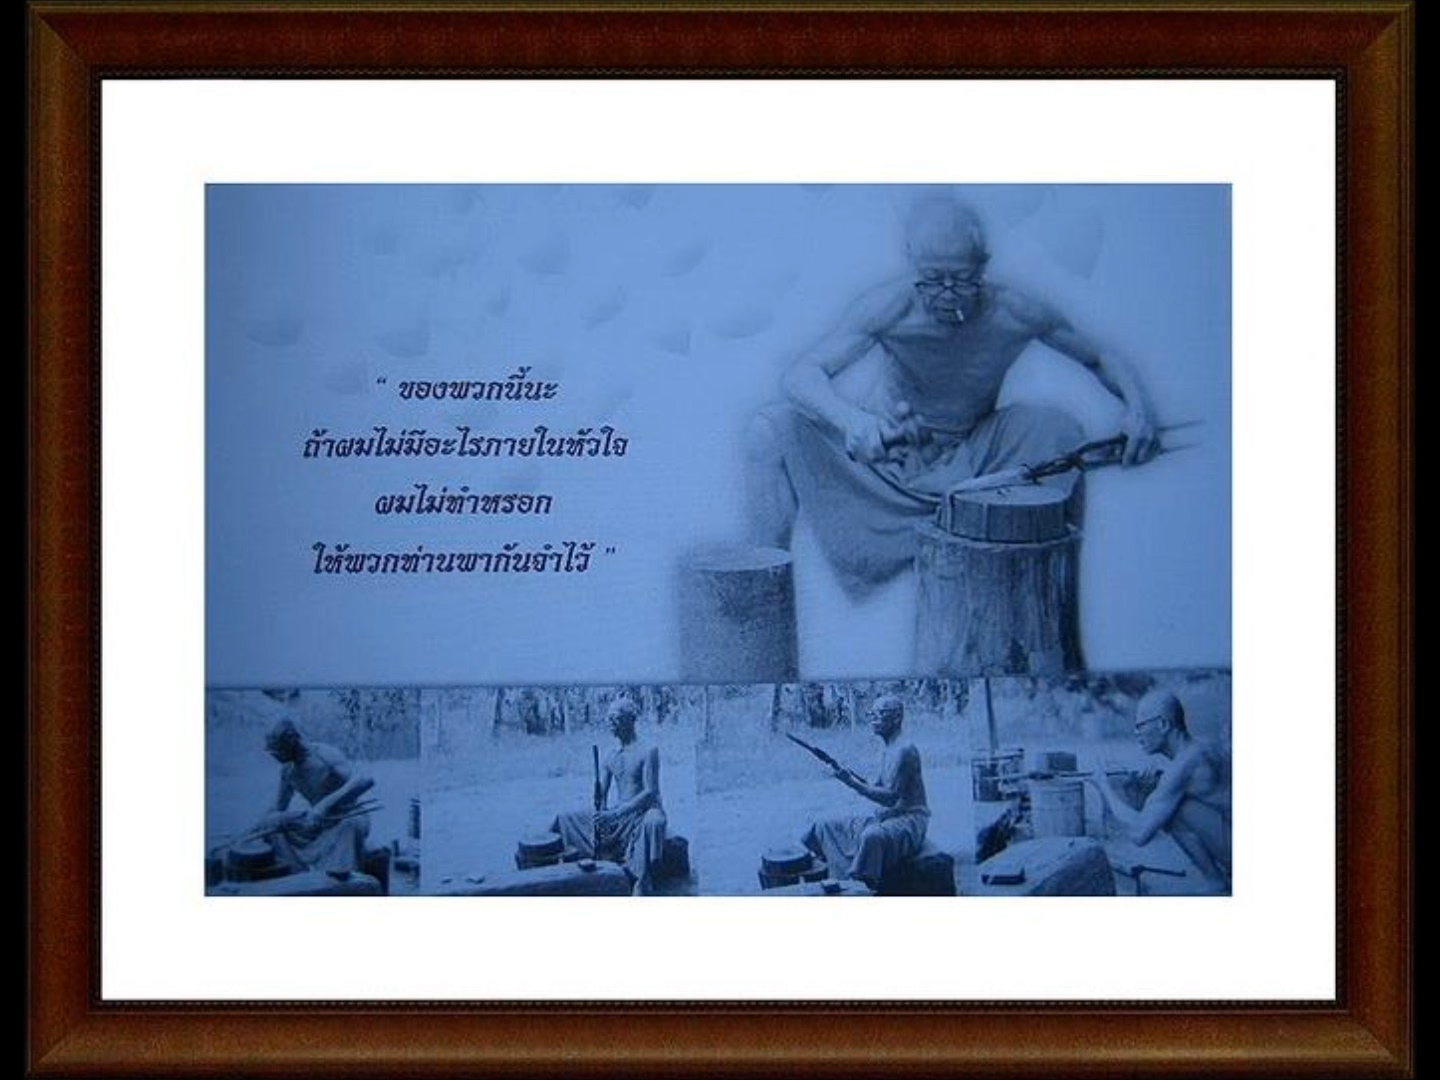 “ ของพวกนี้นะ
ถ้าผมไม่มีอะไรภายในหัวใจ
ผมไม่ทำหรอก
ให้พวกท่านพากันจำไว้ ”